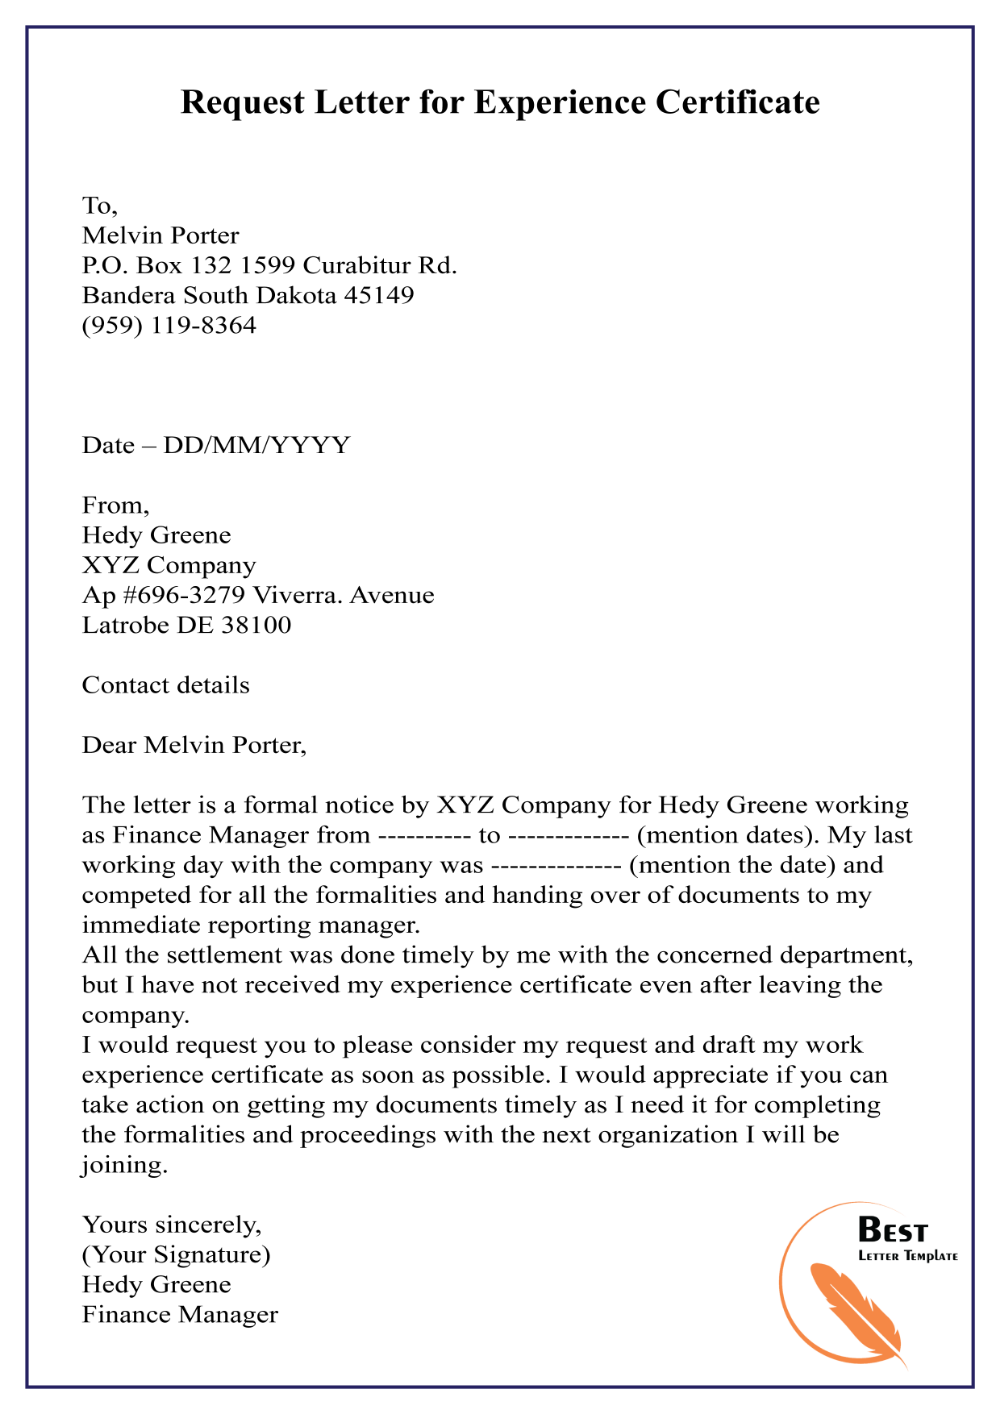 Request Letter for Experience Certificate
To,
Melvin Porter
P.O. Box 132 1599 Curabitur Rd.
Bandera South Dakota 45149
(959) 119-8364
Date – DD/MM/YYYY
From,
Hedy Greene
XYZ Company
Ap #696-3279 Viverra. Avenue
Latrobe DE 38100
Contact details
Dear Melvin Porter,
The letter is a formal notice by XYZ Company for Hedy Greene working
as Finance Manager from ---------- to ------------- (mention dates). My last
working day with the company was -------------- (mention the date) and
competed for all the formalities and handing over of documents to my
immediate reporting manager.
All the settlement was done timely by me with the concerned department,
but I have not received my experience certificate even after leaving the
company.
I would request you to please consider my request and draft my work
experience certificate as soon as possible. I would appreciate if you can
take action on getting my documents timely as I need it for completing
the formalities and proceedings with the next organization I will be
joining.
Yours sincerely,
(Your Signature)
Hedy Greene
Finance Manager
Best
Letter Template